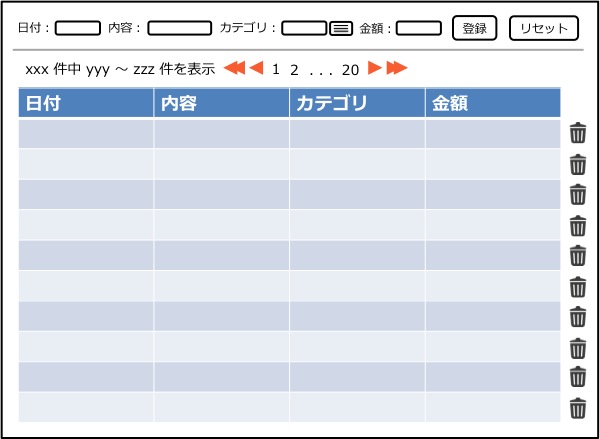 日付： 内容： カテゴリ： 金額： 登録 リセット
xxx 件中 yyy ～ zzz 件を表示 1 2 ... 20
日付 内容 カテゴリ 金額